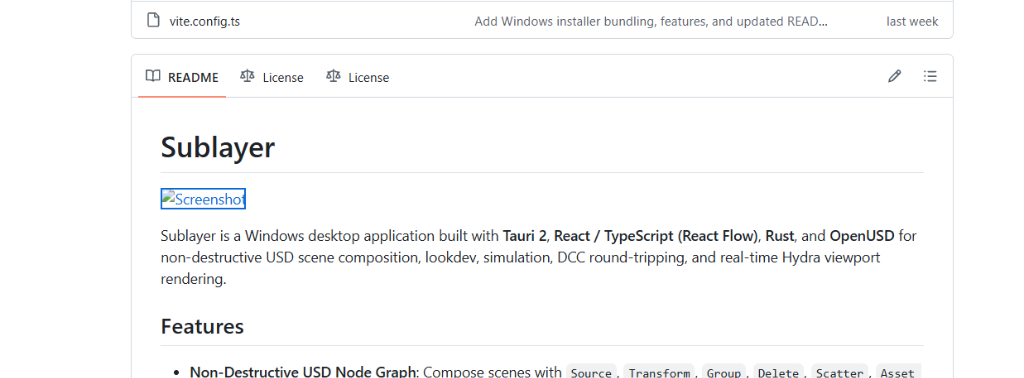 vite.config.ts Add Windows installer bundling, features, and updated READ... last week
README License License
Sublayer
Screenshot
Sublayer is a Windows desktop application built with Tauri 2, React / TypeScript (React Flow), Rust, and OpenUSD for
non-destructive USD scene composition, lookdev, simulation, DCC round-tripping, and real-time Hydra viewport
rendering.
Features
• Non-Destructive USD Node Graph: Compose scenes with Source, Transform, Group, Delete, Scatter, Asset